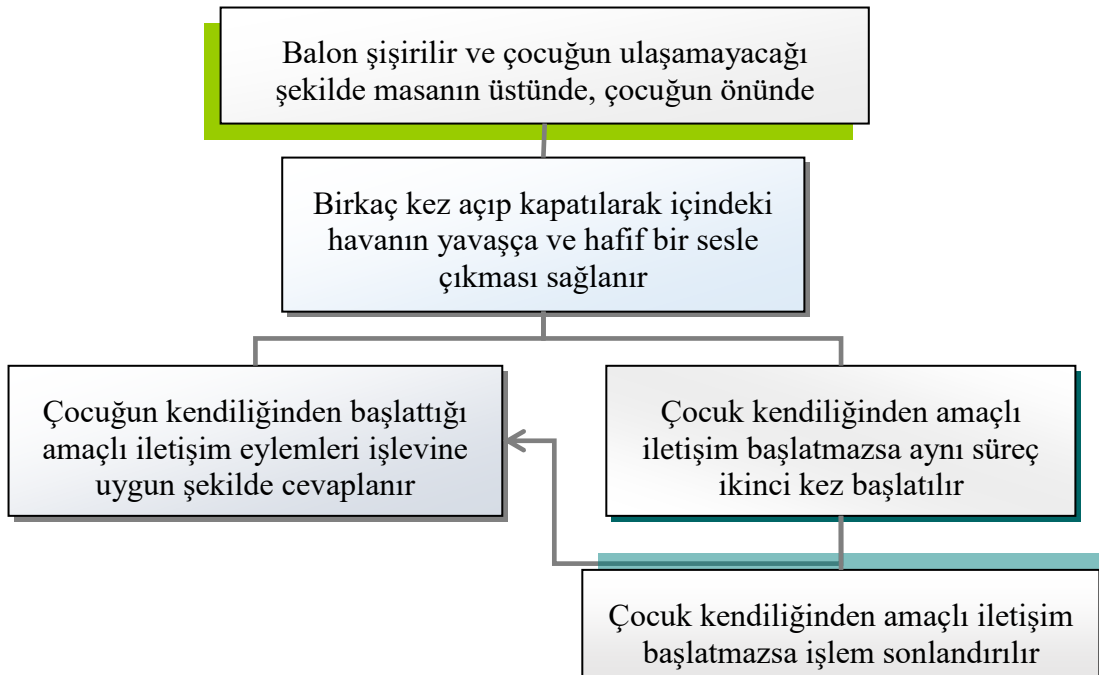 Balon şişirilir ve çocuğun ulaşamayacağı
şekilde masanın üstünde, çocuğun önünde
Birkaç kez açıp kapatılarak içindeki
havanın yavaşça ve hafif bir sesle
çıkması sağlanır
Çocuğun kendiliğinden başlattığı
amaçlı iletişim eylemleri işlevine
uygun şekilde cevaplanır
Çocuk kendiliğinden amaçlı
iletişim başlatmazsa aynı süreç
ikinci kez başlatılır
Çocuk kendiliğinden amaçlı iletişim
başlatmazsa işlem sonlandırılır